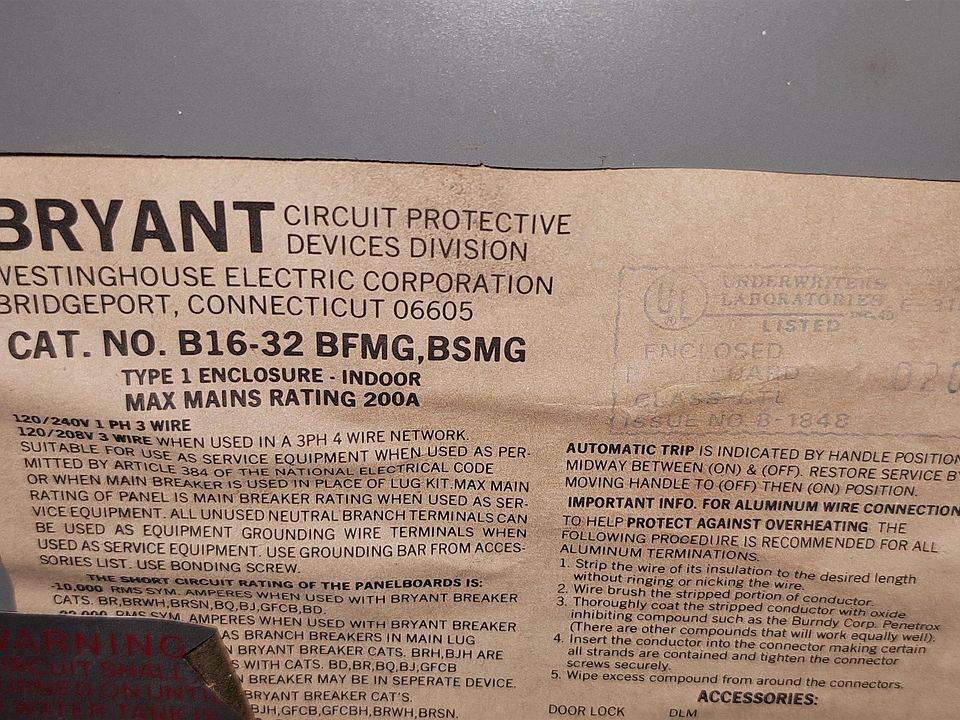 BRYANT CIRCUIT PROTECTIVE
DEVICES DIVISION
WESTINGHOUSE ELECTRIC CORPORATION
BRIDGEPORT, CONNECTICUT 06605
CAT. NO. B16-32 BFMG,BSMG
TYPE 1 ENCLOSURE - INDOOR
MAX MAINS RATING 200A
120/240V 1 PH 3 WIRE
120/208V 3 WIRE WHEN USED IN A 3PH 4 WIRE NETWORK.
SUITABLE FOR USE AS SERVICE EQUIPMENT WHEN USED AS PER-
MITTED BY ARTICLE 384 OF THE NATIONAL ELECTRICAL CODE
OR WHEN MAIN BREAKER IS USED IN PLACE OF LUG KIT.MAX MAIN
RATING OF PANEL IS MAIN BREAKER RATING WHEN USED AS SER-
VICE EQUIPMENT. ALL UNUSED NEUTRAL BRANCH TERMINALS CAN
BE USED AS EQUIPMENT GROUNDING WIRE TERMINALS WHEN
USED AS SERVICE EQUIPMENT. USE GROUNDING BAR FROM ACCES-
SORIES LIST. USE BONDING SCREW.
THE SHORT CIRCUIT RATING OF THE PANELBOARDS IS:
-10,000 RMS SYM. AMPERES WHEN USED WITH BRYANT BREAKER
CATS. BR,BRWH,BRSN,BQ,BJ,GFCB,BD.
RMS SYM. AMPERES WHEN USED WITH BRYANT BREAKER
AS BRANCH BREAKERS IN MAIN LUG
BRYANT BREAKER CATS. BRH,BJH ARE
WITH CATS. BD,BR,BQ,BJ,GFCB
BREAKER MAY BE IN SEPERATE DEVICE.
BRYANT BREAKER CAT'S.
BJH,GFCB,GFCBH,BRWH,BRSN.
WARNING
CIRCUIT SHALL
TURNED ON UNTIL
WATER TANK IS
UL
®
UNDERWRITERS
LABORATORIES INC.
LISTED
ENCLOSED
CLASS CTL
ISSUE NO. B-1848
AUTOMATIC TRIP IS INDICATED BY HANDLE POSITION
MIDWAY BETWEEN (ON) & (OFF). RESTORE SERVICE BY
MOVING HANDLE TO (OFF) THEN (ON) POSITION.
IMPORTANT INFO. FOR ALUMINUM WIRE CONNECTION
TO HELP PROTECT AGAINST OVERHEATING THE
FOLLOWING PROCEDURE IS RECOMMENDED FOR ALL
ALUMINUM TERMINATIONS.
1. Strip the wire of its insulation to the desired length
without ringing or nicking the wire.
2. Wire brush the stripped portion of conductor.
3. Thoroughly coat the stripped conductor with oxide
inhibiting compound such as the Burndy Corp. Penetrox
(There are other compounds that will work equally well).
4. Insert the conductor into the connector making certain
all strands are contained and tighten the connector
screws securely.
5. Wipe excess compound from around the connectors.
ACCESSORIES:
DOOR LOCK DLM